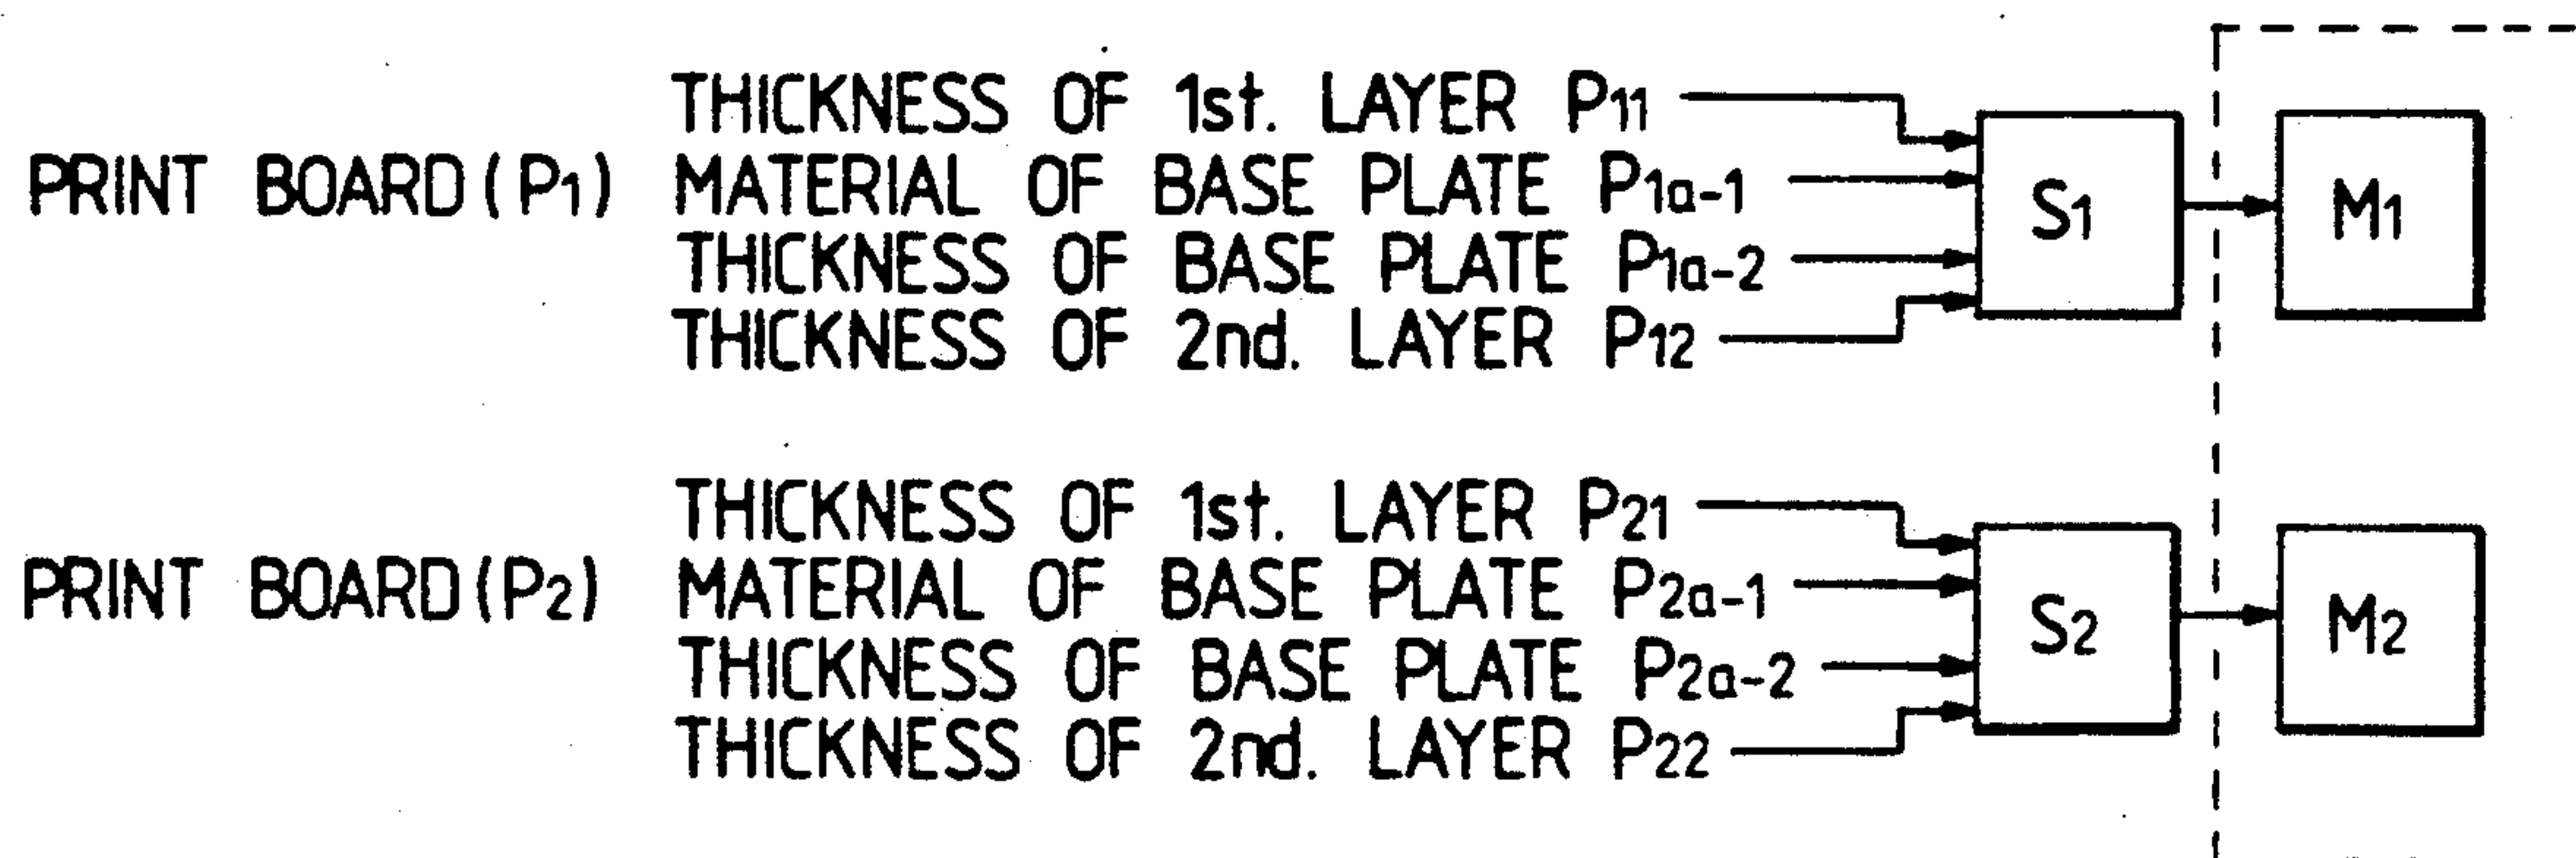 THICKNESS OF 1st. LAYER P11
PRINT BOARD (P1) MATERIAL OF BASE PLATE P1a-1
THICKNESS OF BASE PLATE P1a-2
THICKNESS OF 2nd. LAYER P12
S1
M1
THICKNESS OF 1st. LAYER P21
PRINT BOARD (P2) MATERIAL OF BASE PLATE P2a-1
THICKNESS OF BASE PLATE P2a-2
THICKNESS OF 2nd. LAYER P22
S2
M2